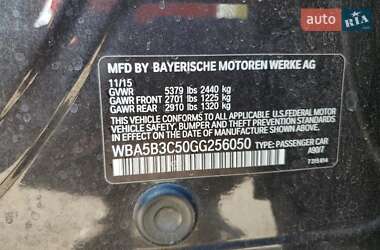 auto RIA
MFD BY BAYERISCHE MOTOREN WERKE AG
11/15
GVWR 5379 lbs 2440 kg
GAWR FRONT 2701 lbs 1225 kg
GAWR REAR 2910 lbs 1320 kg
THIS VEHICLE CONFORMS TO ALL APPLICABLE U.S. FEDERAL MOTOR
VEHICLE SAFETY, BUMPER AND THEFT PREVENTION STANDARDS
IN EFFECT ON THE DATE OF MANUFACTURE SHOWN ABOVE.
WBA5B3C50GG256050 TYPE: PASSENGER CAR
A90/7